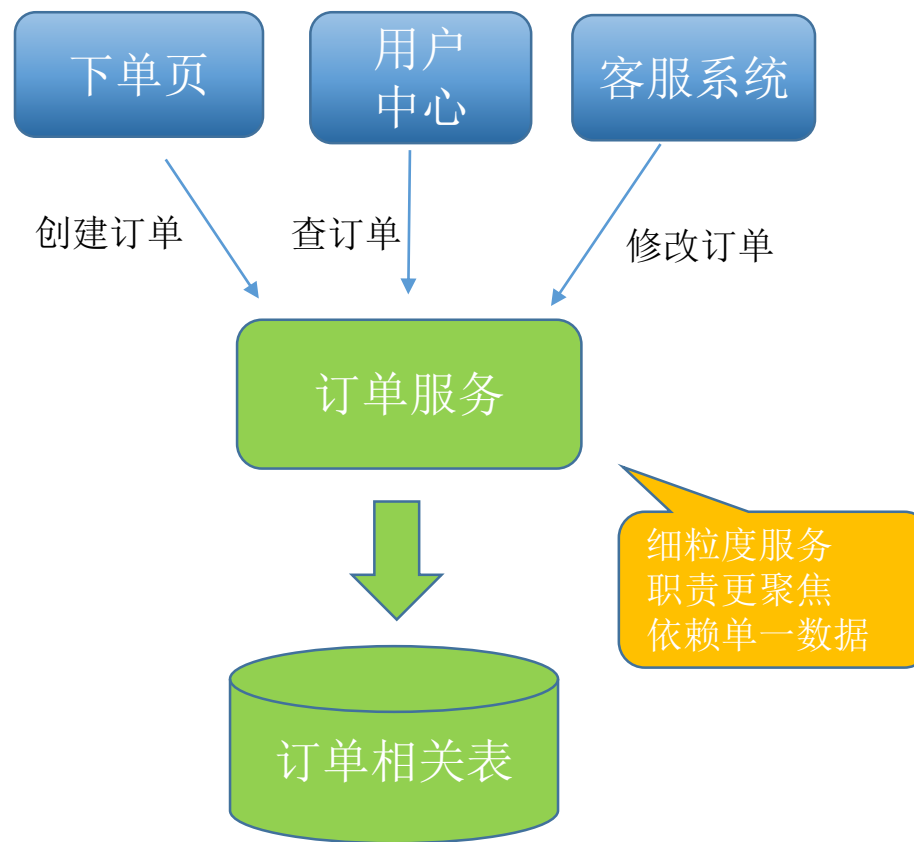 下单页
用户
中心
客服系统
创建订单
查订单
修改订单
订单服务
细粒度服务
职责更聚焦
依赖单一数据
订单相关表